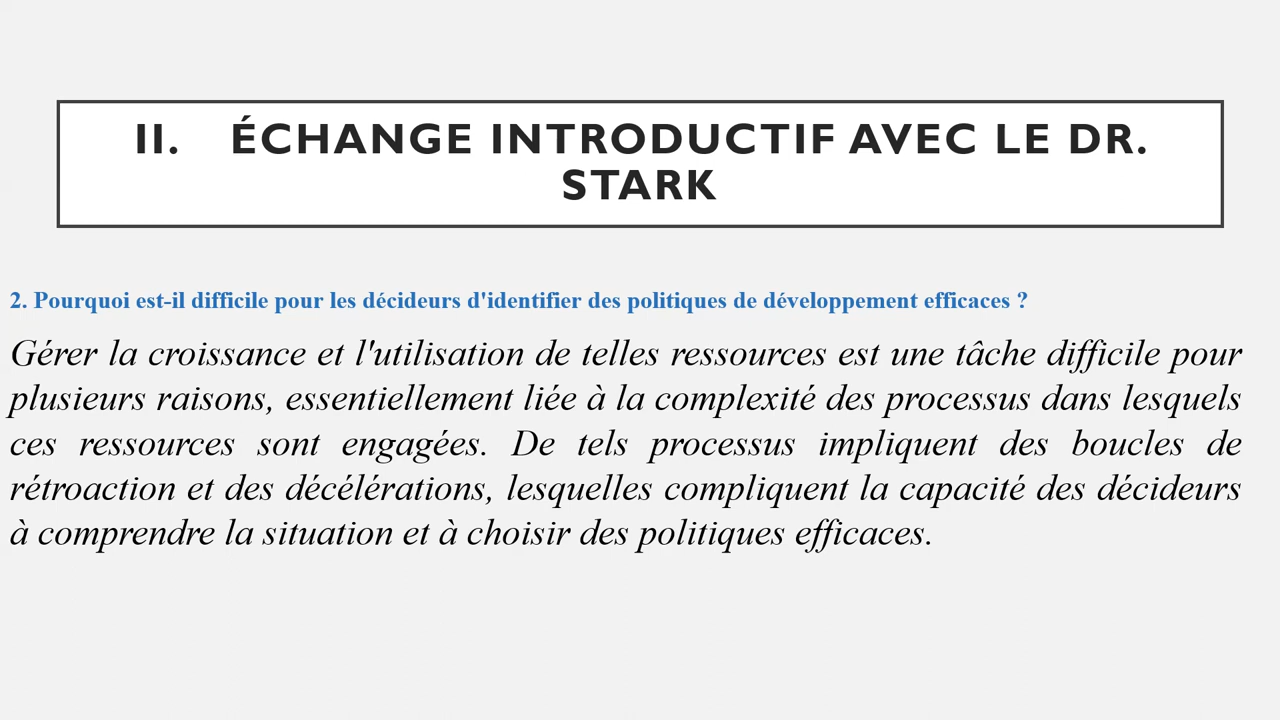 II. ÉCHANGE INTRODUCTIF AVEC LE DR.
STARK
2. Pourquoi est-il difficile pour les décideurs d'identifier des politiques de développement efficaces ?
Gérer la croissance et l'utilisation de telles ressources est une tâche difficile pour
plusieurs raisons, essentiellement liée à la complexité des processus dans lesquels
ces ressources sont engagées. De tels processus impliquent des boucles de
rétroaction et des décélérations, lesquelles compliquent la capacité des décideurs
à comprendre la situation et à choisir des politiques efficaces.